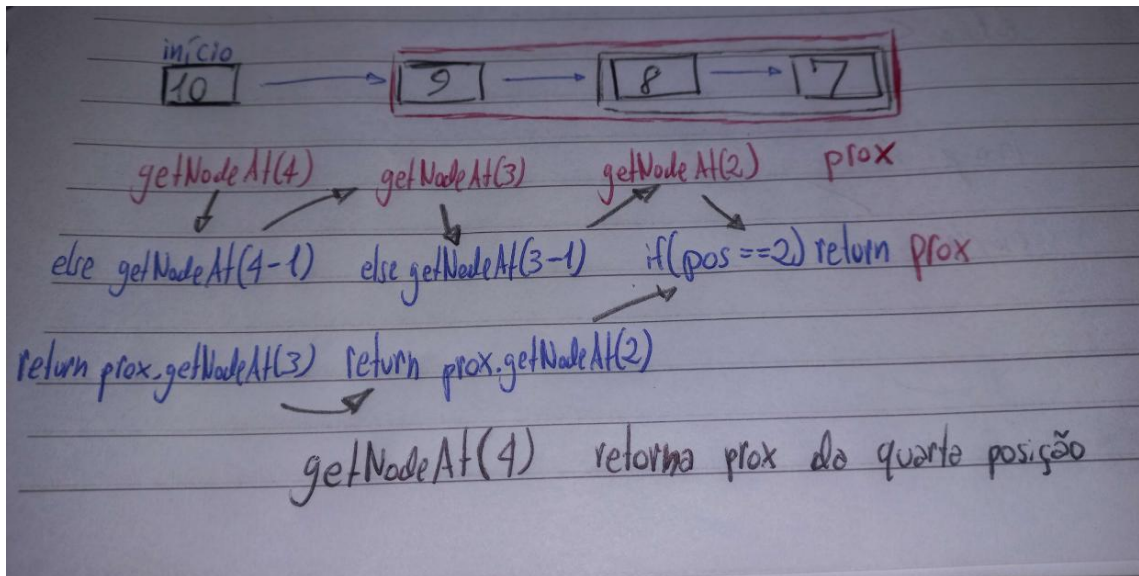 início
10 9 8 7
getNodeAt(4) getNodeAt(3) getNodeAt(2) prox
else getNodeAt(4-1) else getNodeAt(3-1) if(pos==2) return prox
return prox.getNodeAt(3) return prox.getNodeAt(2)
getNodeAt(4) retorna prox da quarta posição